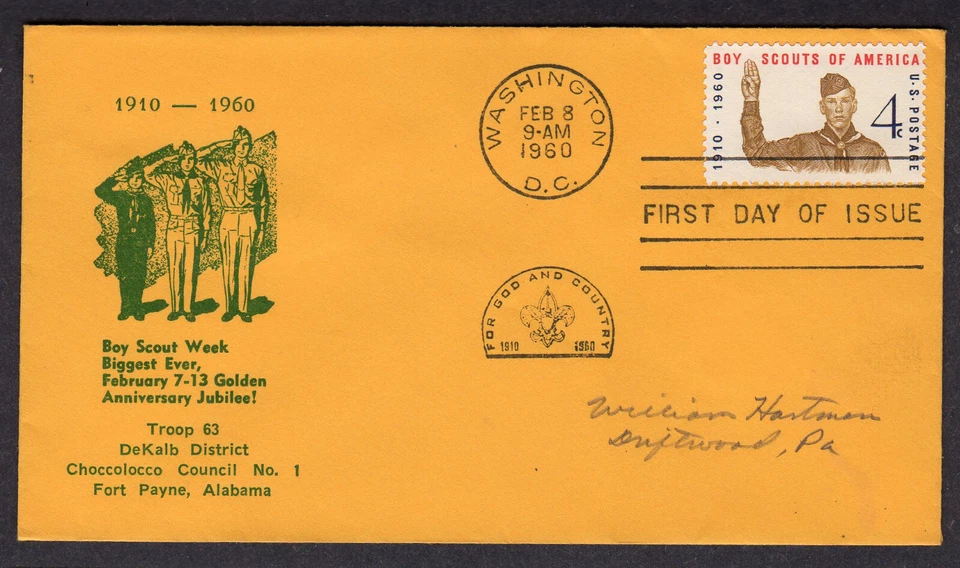 1910 — 1960
Boy Scout Week
Biggest Ever,
February 7-13 Golden
Anniversary Jubilee!
Troop 63
DeKalb District
Choccolocco Council No. 1
Fort Payne, Alabama
WASHINGTON
FEB 8
9-AM
1960
D.C.
BOY SCOUTS OF AMERICA
1910 · 1960
4c
U·S·POSTAGE
FIRST DAY OF ISSUE
FOR GOD AND COUNTRY
1910 1960
William Hartman
Driftwood, Pa